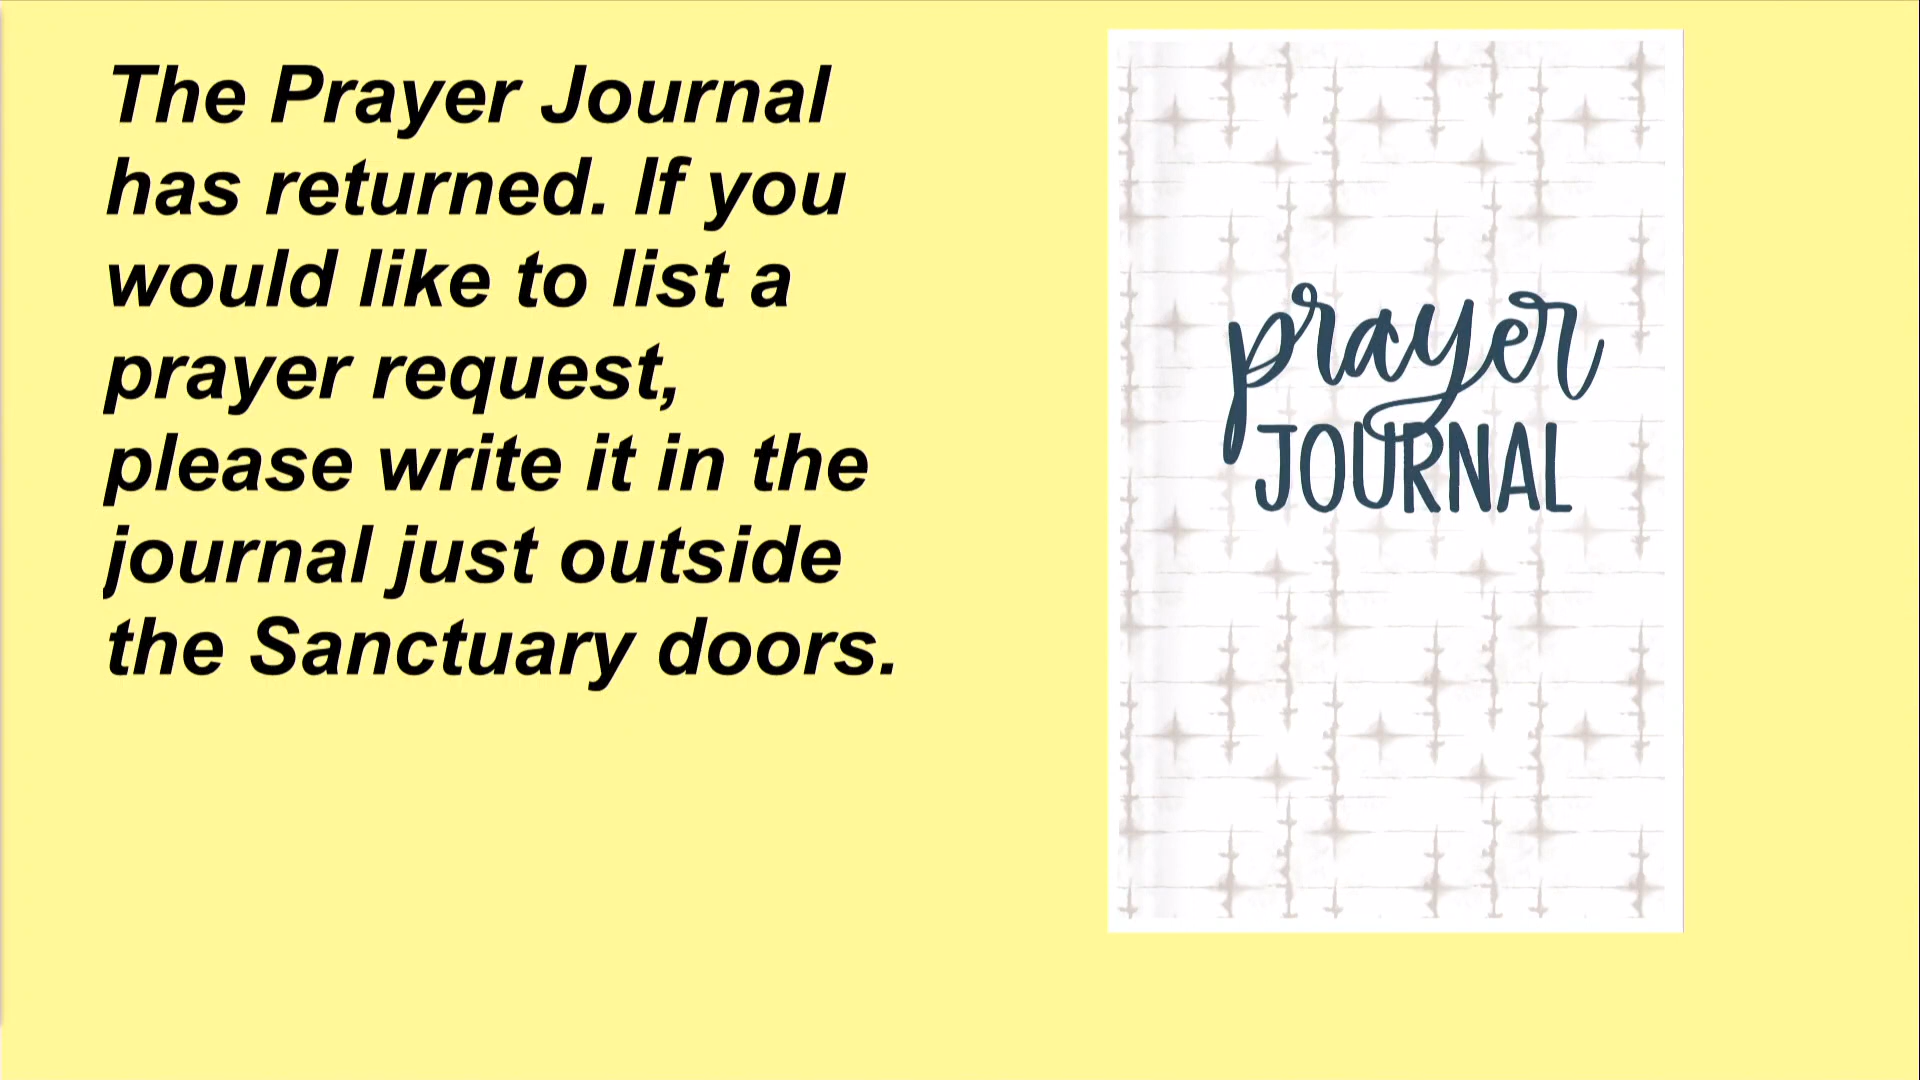 The Prayer Journal
has returned. If you
would like to list a
prayer request,
please write it in the
journal just outside
the Sanctuary doors.
prayer
JOURNAL